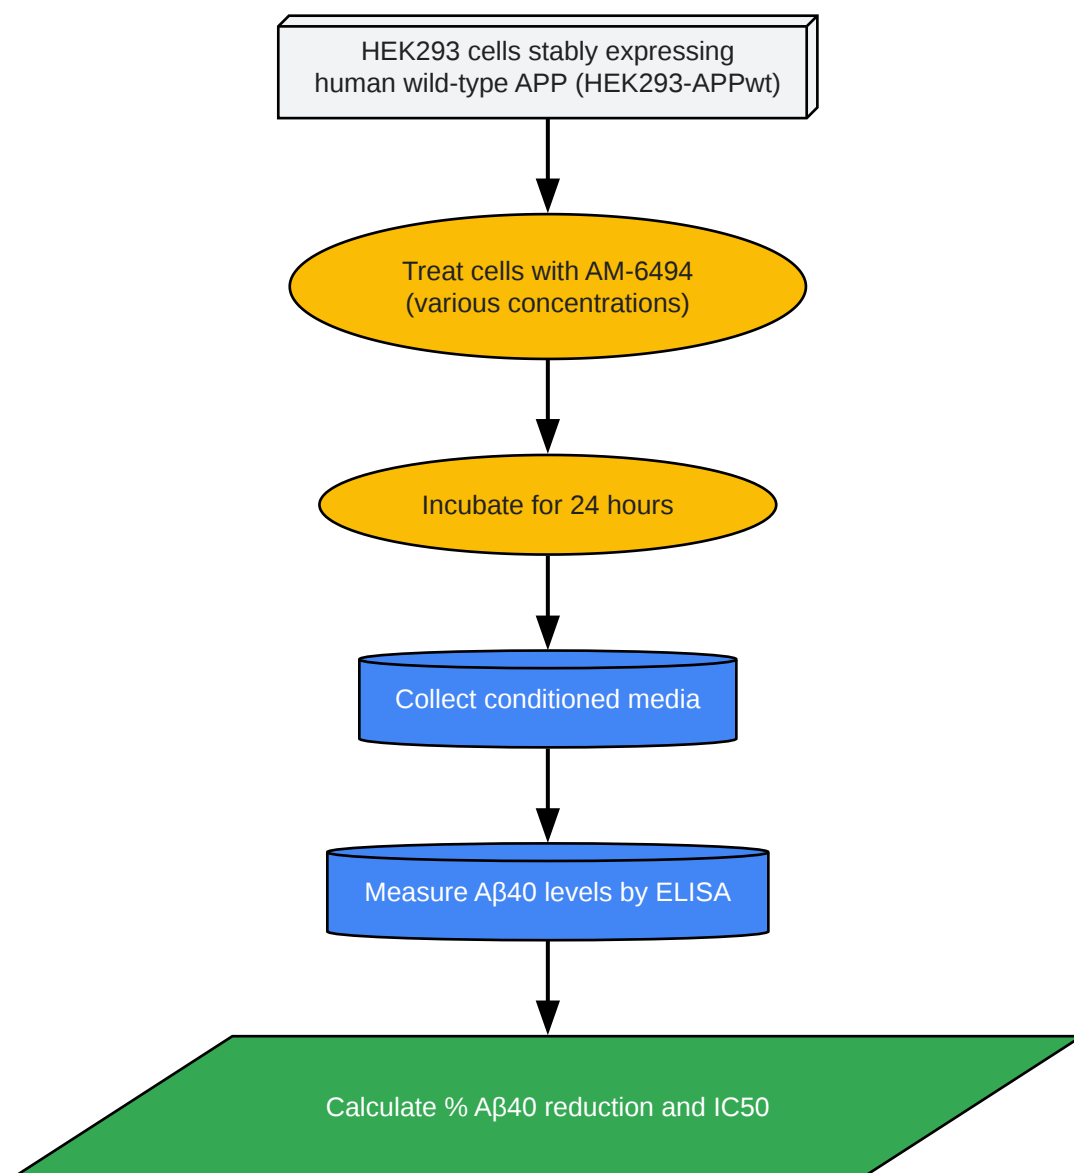 HEK293 cells stably expressing
human wild-type APP (HEK293-APPwt)
Treat cells with AM-6494
(various concentrations)
Incubate for 24 hours
Collect conditioned media
Measure Aβ40 levels by ELISA
Calculate % Aβ40 reduction and IC50